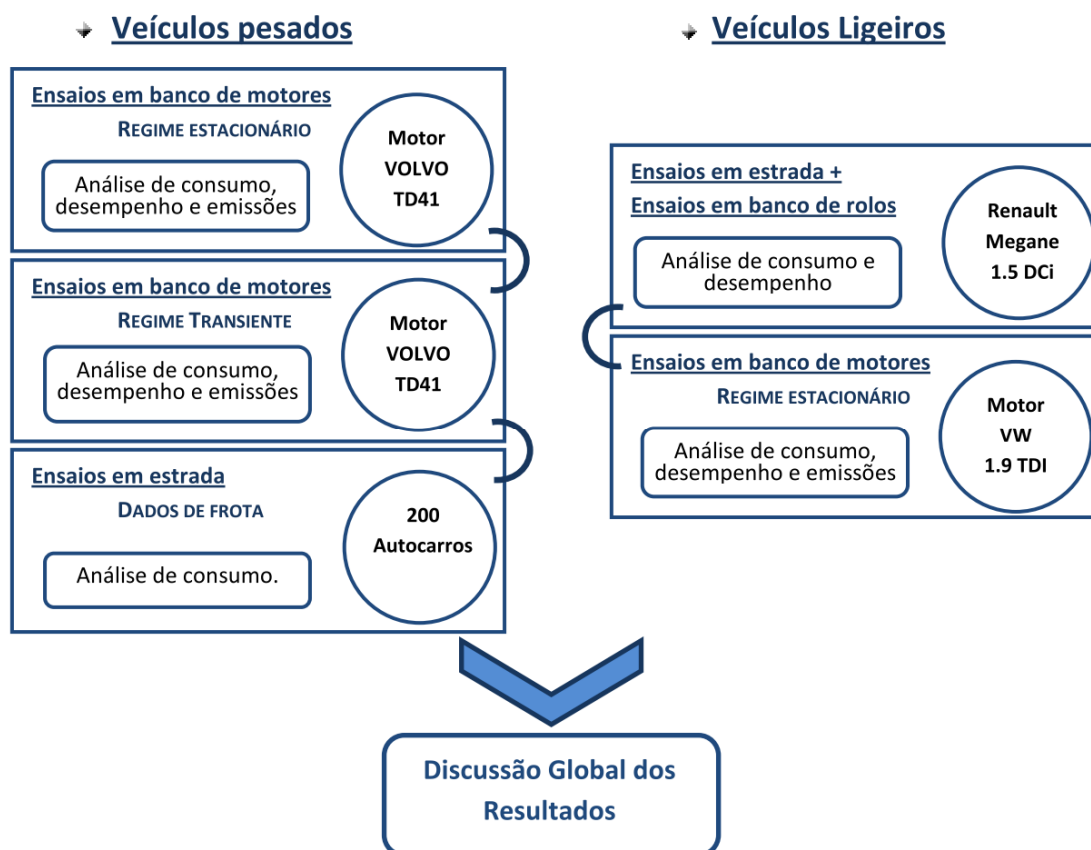 Veículos pesados
Ensaios em banco de motores
REGIME ESTACIONÁRIO
Análise de consumo,
desempenho e emissões
Motor
VOLVO
TD41
Ensaios em banco de motores
REGIME TRANSIENTE
Análise de consumo,
desempenho e emissões
Motor
VOLVO
TD41
Ensaios em estrada
DADOS DE FROTA
Análise de consumo.
200
Autocarros
Veículos Ligeiros
Ensaios em estrada +
Ensaios em banco de rolos
Análise de consumo e
desempenho
Renault
Megane
1.5 DCi
Ensaios em banco de motores
REGIME ESTACIONÁRIO
Análise de consumo,
desempenho e emissões
Motor
VW
1.9 TDI
Discussão Global dos
Resultados